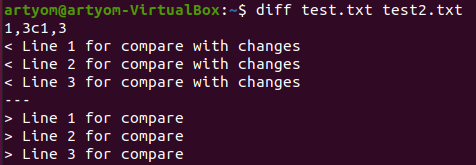 artyom@artyom-VirtualBox:~$ diff test.txt test2.txt
1,3c1,3
< Line 1 for compare with changes
< Line 2 for compare with changes
< Line 3 for compare with changes
---
> Line 1 for compare
> Line 2 for compare
> Line 3 for compare